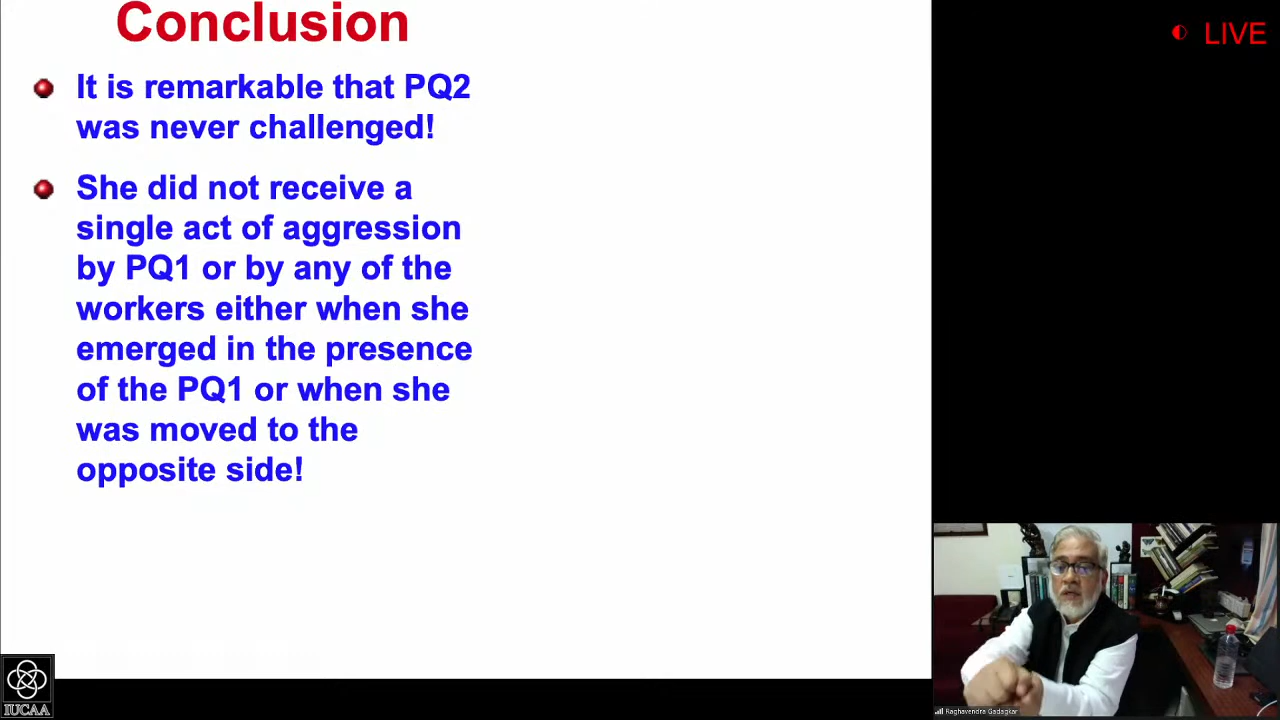 Conclusion
It is remarkable that PQ2
was never challenged!
She did not receive a
single act of aggression
by PQ1 or by any of the
workers either when she
emerged in the presence
of the PQ1 or when she
was moved to the
opposite side!
LIVE
IUCAA
Raghavendra Gadagkar